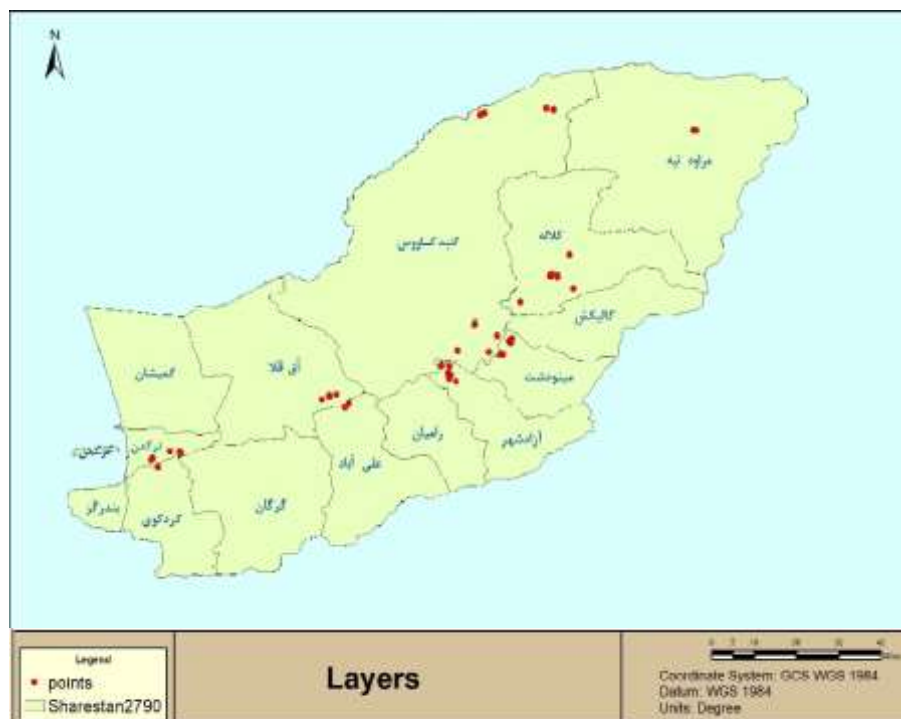 N
مراوه تپه
کلاله
گنبد کاووس
گالیکش
مینودشت
آق قلا
گمیشان
آزادشهر
رامیان
علی آباد
ترکمن
گرگان
کردکوی
بندرگز
Legend
points
Sharestan2790
Layers
Coordinate System: GCS WGS 1984
Datum: WGS 1984
Units: Degree